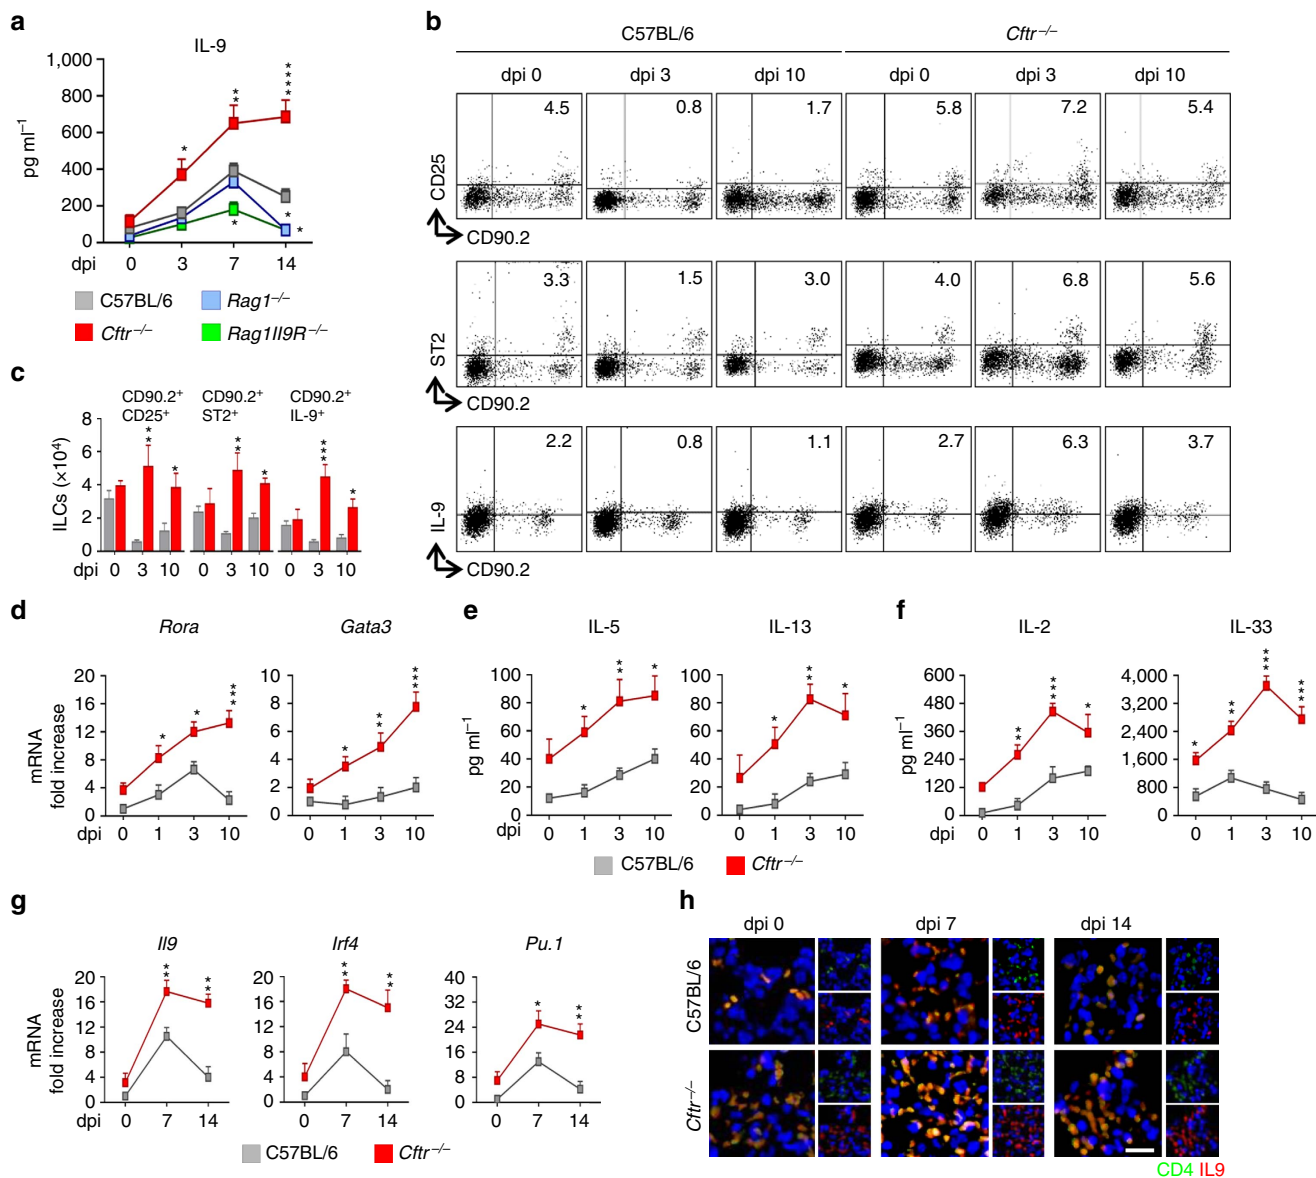 a
IL-9
1,000
800
600
400
200
0
pg ml⁻¹
* ** **** * * *
dpi 0 3 7 14
C57BL/6 Rag1⁻/⁻
Cftr⁻/⁻ Rag1Il9R⁻/⁻
b
C57BL/6 Cftr⁻/⁻
dpi 0 dpi 3 dpi 10 dpi 0 dpi 3 dpi 10
4.5 0.8 1.7 5.8 7.2 5.4
CD25
CD90.2
3.3 1.5 3.0 4.0 6.8 5.6
ST2
CD90.2
2.2 0.8 1.1 2.7 6.3 3.7
IL-9
CD90.2
c
CD90.2⁺ CD90.2⁺ CD90.2⁺
CD25⁺ ST2⁺ IL-9⁺
8
6
4
2
0
ILCs (×10⁴)
** * ** * *** *
dpi 0 3 10 0 3 10 0 3 10
d
Rora Gata3
20
16
12
8
4
0
mRNA
fold increase
* * ***
10
8
6
4
2
0
* ** ***
dpi 0 1 3 10 0 1 3 10
e
IL-5 IL-13
100
80
60
40
20
0
pg ml⁻¹
* ** *
100
80
60
40
20
0
* ** *
dpi 0 1 3 10 0 1 3 10
C57BL/6 Cftr⁻/⁻
f
IL-2 IL-33
600
480
360
240
120
0
pg ml⁻¹
** *** *
4,000
3,200
2,400
1,600
800
0
* ** *** ***
dpi 0 1 3 10 0 1 3 10
g
Il9 Irf4 Pu.1
20
16
12
8
4
0
mRNA
fold increase
** **
20
16
12
8
4
0
** **
40
32
24
16
8
0
* **
dpi 0 7 14 0 7 14 0 7 14
C57BL/6 Cftr⁻/⁻
h
dpi 0 dpi 7 dpi 14
C57BL/6
Cftr⁻/⁻
CD4 IL9